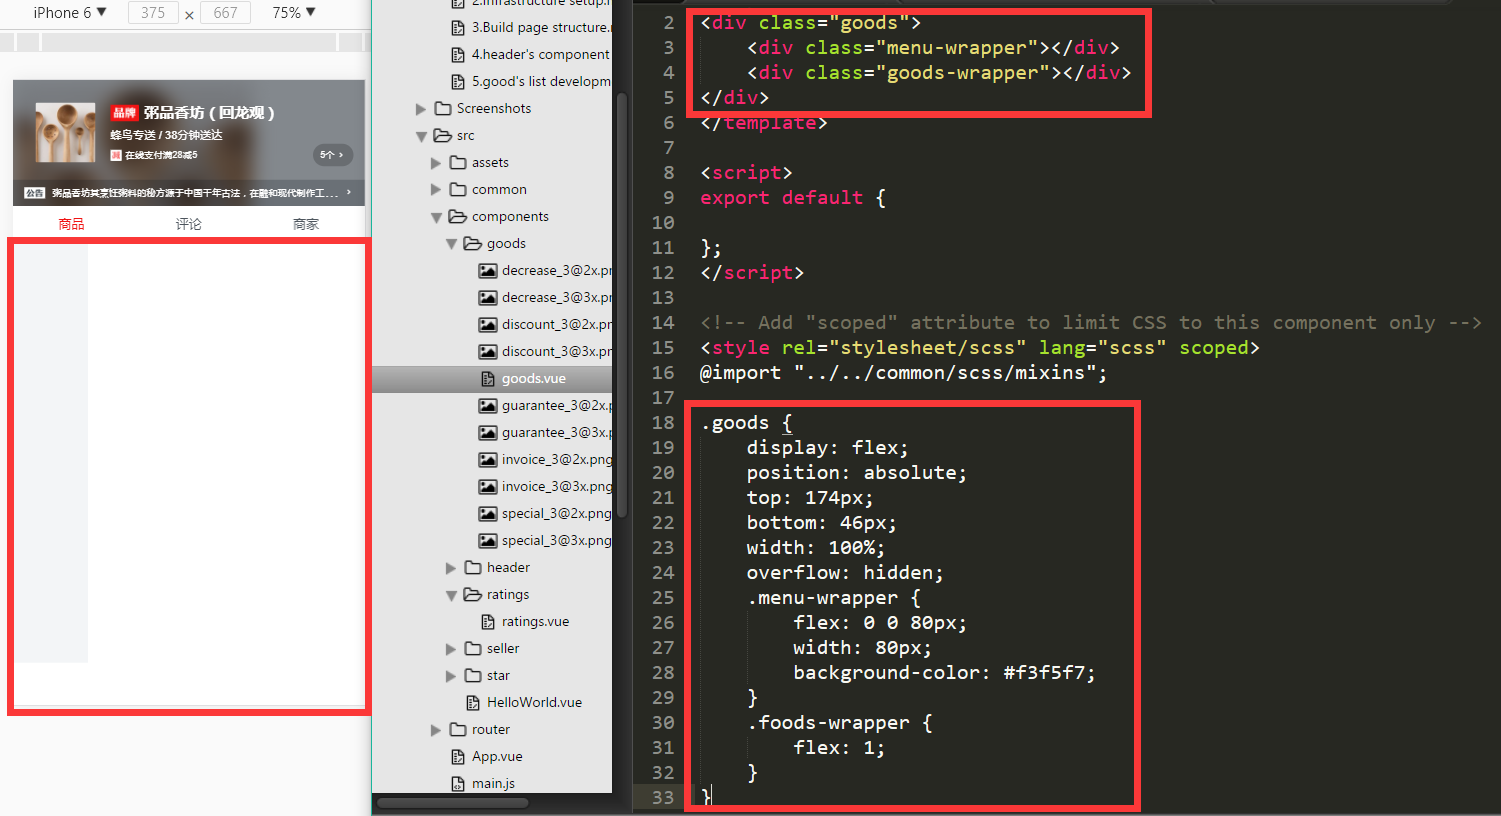 iPhone 6 ▼ 375 × 667 75% ▼
品牌 粥品香坊（回龙观）
蜂鸟专送 / 38分钟送达
减 在线支付满28减5
5个 ›
公告 粥品香坊其烹饪粥料的秘方源于中国千年古法，在融和现代制作工... ›
商品 评论 商家
2.Infrastructure setup.
3.Build page structure.
4.header's component
5.good's list developm
Screenshots
src
assets
common
components
goods
decrease_3@2x.pn
decrease_3@3x.pn
discount_3@2x.pn
discount_3@3x.pn
goods.vue
guarantee_3@2x.p
guarantee_3@3x.p
invoice_3@2x.png
invoice_3@3x.png
special_3@2x.png
special_3@3x.png
header
ratings
ratings.vue
seller
star
HelloWorld.vue
router
App.vue
main.js
2 <div class="goods">
3 <div class="menu-wrapper"></div>
4 <div class="goods-wrapper"></div>
5 </div>
6 </template>
7
8 <script>
9 export default {
10
11 };
12 </script>
13
14 <!-- Add "scoped" attribute to limit CSS to this component only -->
15 <style rel="stylesheet/scss" lang="scss" scoped>
16 @import "../../common/scss/mixins";
17
18 .goods {
19 display: flex;
20 position: absolute;
21 top: 174px;
22 bottom: 46px;
23 width: 100%;
24 overflow: hidden;
25 .menu-wrapper {
26 flex: 0 0 80px;
27 width: 80px;
28 background-color: #f3f5f7;
29 }
30 .foods-wrapper {
31 flex: 1;
32 }
33 }